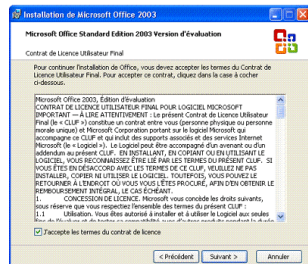 Installation de Microsoft Office 2003
Microsoft Office Standard Edition 2003 Version d'évaluation
Contrat de Licence Utilisateur Final
Pour continuer l'installation de Office, vous devez accepter les termes du Contrat de
Licence Utilisateur Final. Pour accepter ce contrat, cliquez dans la case à cocher
ci-dessous.
Microsoft Office 2003, Édition d'évaluation
CONTRAT DE LICENCE UTILISATEUR FINAL POUR LOGICIEL MICROSOFT
IMPORTANT — À LIRE ATTENTIVEMENT : Le présent Contrat de Licence Utilisateur
Final (le « CLUF ») constitue un contrat entre vous (personne physique ou personne
morale unique) et Microsoft Corporation portant sur le logiciel Microsoft qui
accompagne ce CLUF et qui inclut des supports associés et des services Internet
Microsoft (le « Logiciel »). Le Logiciel peut être accompagné d'un avenant ou d'un
addendum au présent CLUF. EN INSTALLANT, EN COPIANT OU EN UTILISANT LE
LOGICIEL, VOUS RECONNAISSEZ ÊTRE LIÉ PAR LES TERMES DU PRÉSENT CLUF. SI
VOUS ÊTES EN DÉSACCORD AVEC LES TERMES DE CE CLUF, VEUILLEZ NE PAS
INSTALLER, COPIER NI UTILISER LE LOGICIEL. TOUTEFOIS, VOUS POUVEZ LE
RETOURNER À L'ENDROIT OÙ VOUS VOUS L'ÊTES PROCURÉ, AFIN D'EN OBTENIR LE
REMBOURSEMENT INTÉGRAL, LE CAS ÉCHÉANT.
1. CONCESSION DE LICENCE. Microsoft vous concède les droits suivants,
sous réserve que vous respectiez l'ensemble des termes du présent CLUF :
1.1 Utilisation. Vous êtes autorisé à installer et à utiliser le Logiciel aux seules
J'accepte les termes du contrat de licence
< Précédent
Suivant >
Annuler